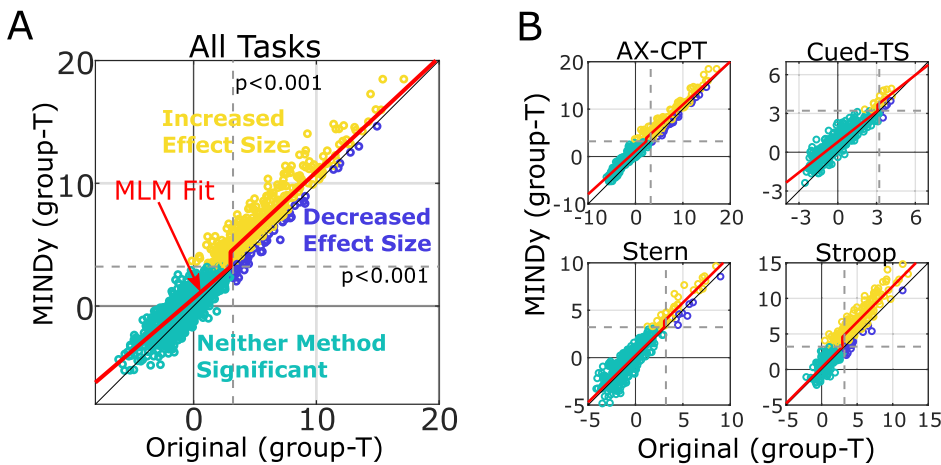 A
All Tasks
20
10
0
MINDy (group-T)
p<0.001
Increased
Effect Size
MLM Fit
Decreased
Effect Size
p<0.001
Neither Method
Significant
0
10
20
Original (group-T)
B
MINDy (group-T)
AX-CPT
20
10
0
-10
-10
0
10
20
Cued-TS
6
3
0
-3
-3
0
3
6
Stern
10
5
0
-5
-5
0
5
10
Stroop
15
10
5
0
-5
-5
0
5
10
15
Original (group-T)